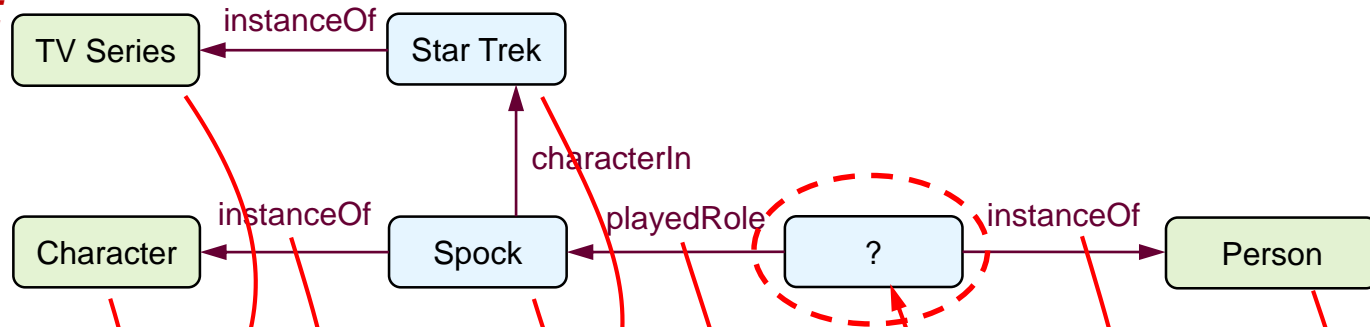 instanceOf
TV Series
Star Trek
characterIn
instanceOf
playedRole
instanceOf
Character
Spock
?
Person